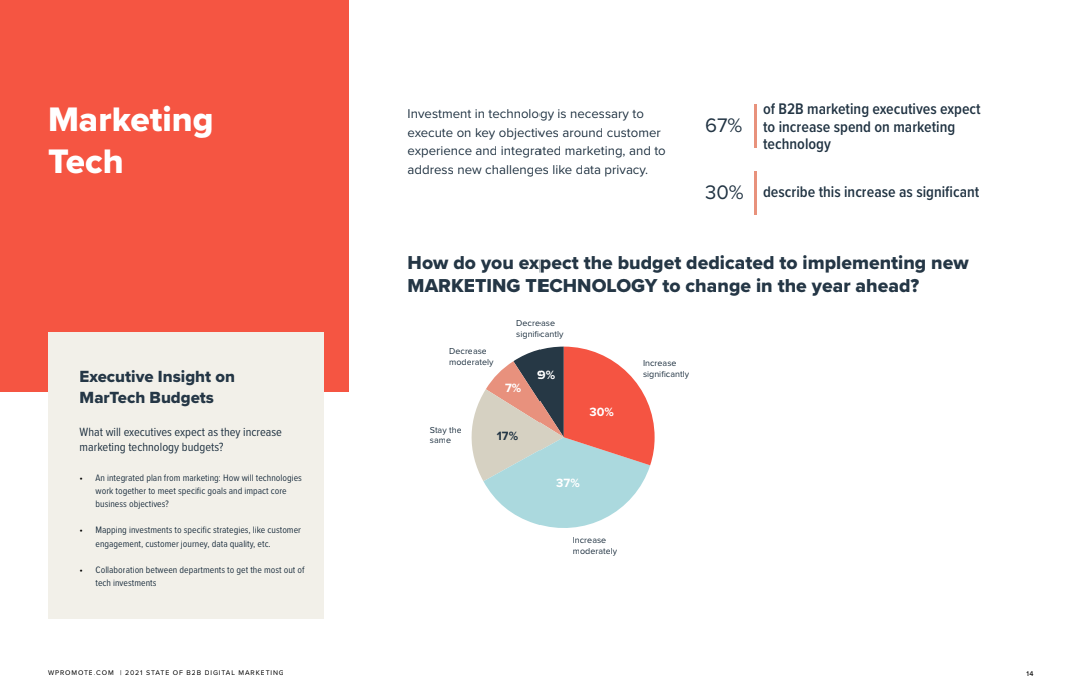 Marketing
Tech
Investment in technology is necessary to
execute on key objectives around customer
experience and integrated marketing, and to
address new challenges like data privacy.
67%
of B2B marketing executives expect
to increase spend on marketing
technology
30%
describe this increase as significant
How do you expect the budget dedicated to implementing new
MARKETING TECHNOLOGY to change in the year ahead?
Decrease
significantly
Decrease
moderately
Increase
significantly
9%
7%
30%
Stay the
same
17%
37%
Increase
moderately
Executive Insight on
MarTech Budgets
What will executives expect as they increase
marketing technology budgets?
• An integrated plan from marketing: How will technologies
work together to meet specific goals and impact core
business objectives?
• Mapping investments to specific strategies, like customer
engagement, customer journey, data quality, etc.
• Collaboration between departments to get the most out of
tech investments
WPROMOTE.COM | 2021 STATE OF B2B DIGITAL MARKETING
14